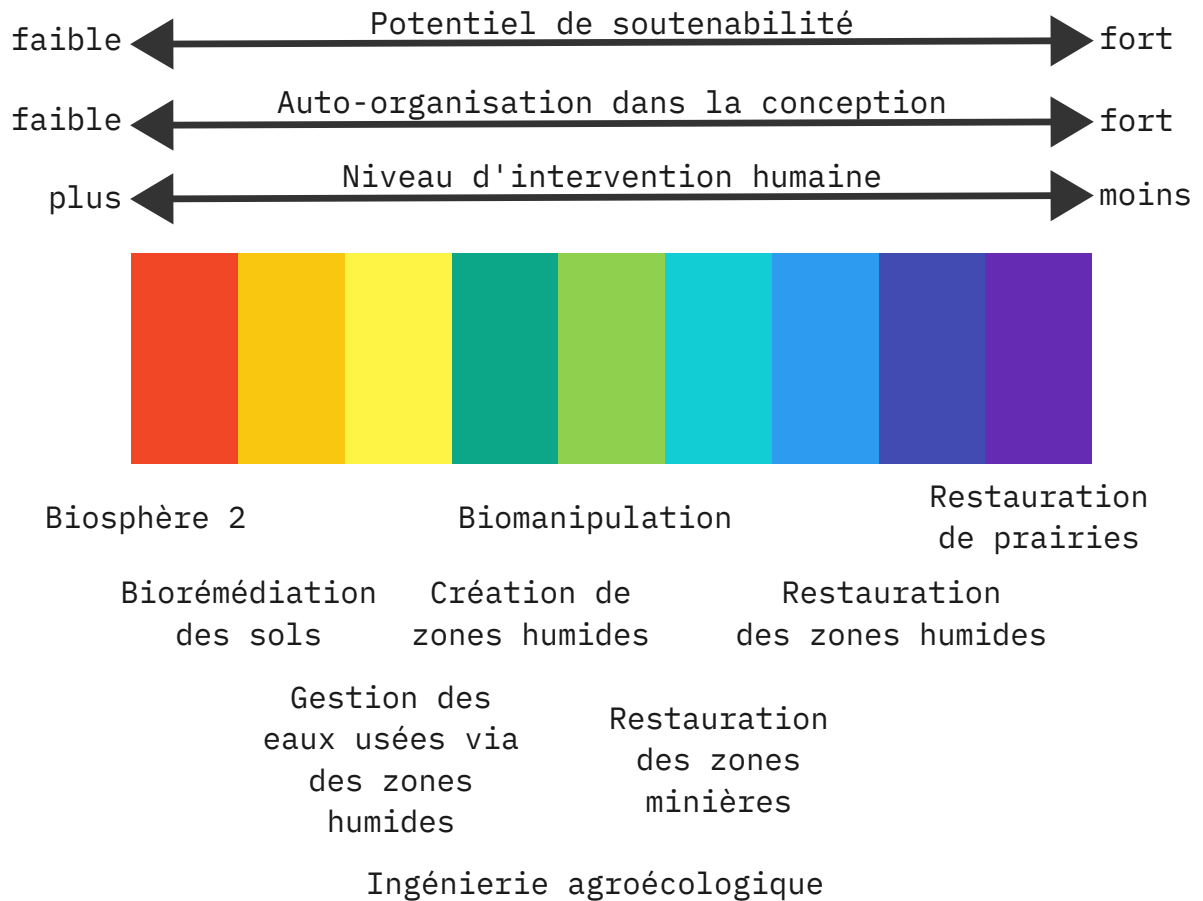 Potentiel de soutenabilité
faible
fort
Auto-organisation dans la conception
faible
fort
Niveau d'intervention humaine
plus
moins
Biosphère 2
Biomanipulation
Restauration
de prairies
Biorémédiation
des sols
Création de
zones humides
Restauration
des zones humides
Gestion des
eaux usées via
des zones
humides
Restauration
des zones
minières
Ingénierie agroécologique